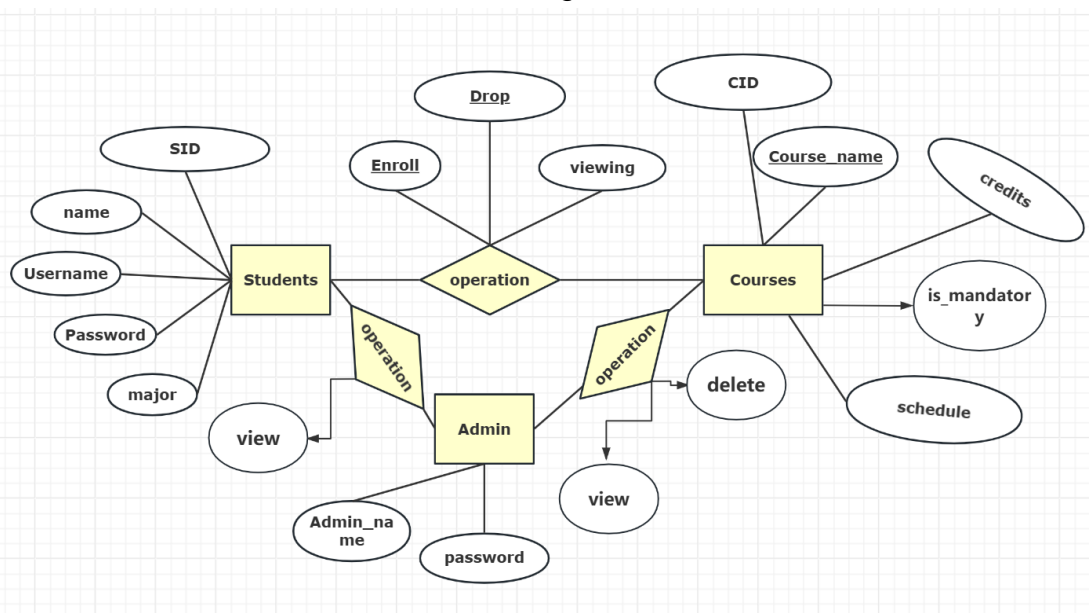 Drop
CID
SID
Enroll
viewing
Course_name
credits
name
Username
Students
operation
Courses
is_mandator
y
Password
operation
operation
major
delete
schedule
view
Admin
view
Admin_na
me
password